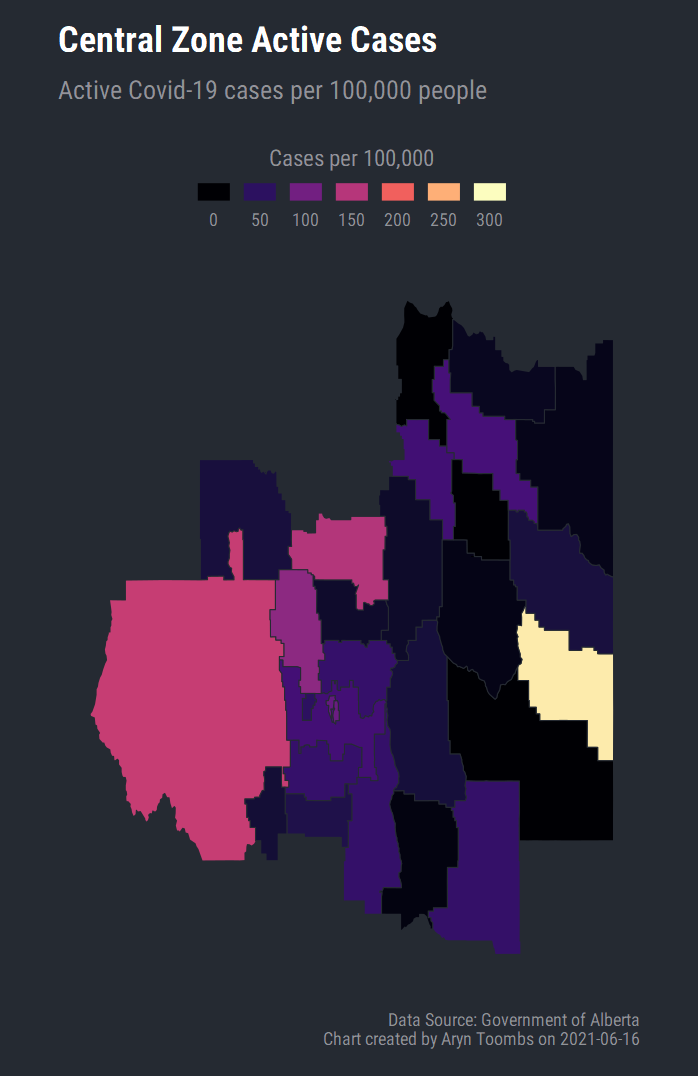 Central Zone Active Cases
Active Covid-19 cases per 100,000 people
Cases per 100,000
0 50 100 150 200 250 300
Data Source: Government of Alberta
Chart created by Aryn Toombs on 2021-06-16